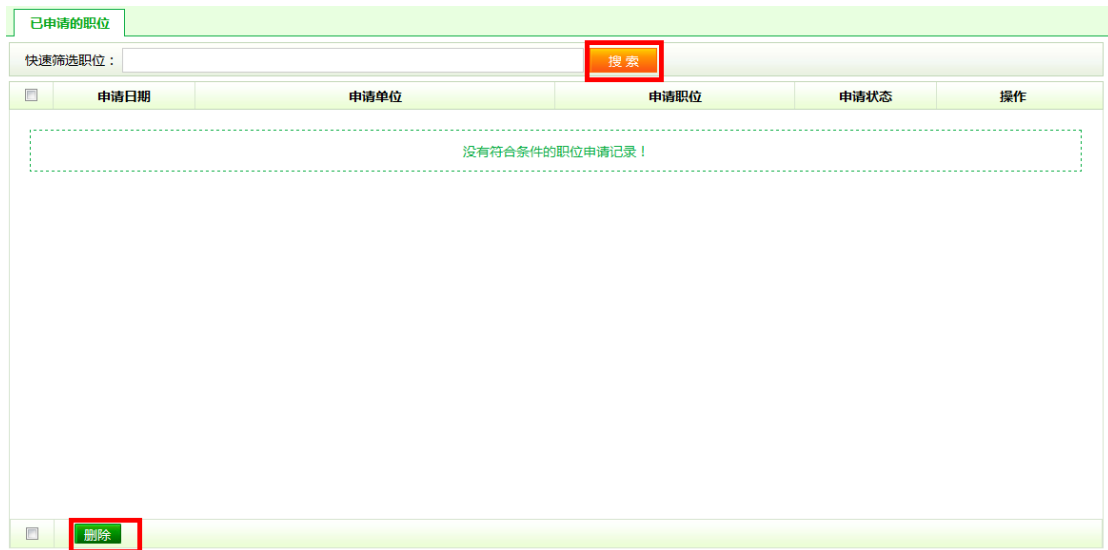 已申请的职位
快速筛选职位： 搜 索
申请日期 申请单位 申请职位 申请状态 操作
没有符合条件的职位申请记录！
删除